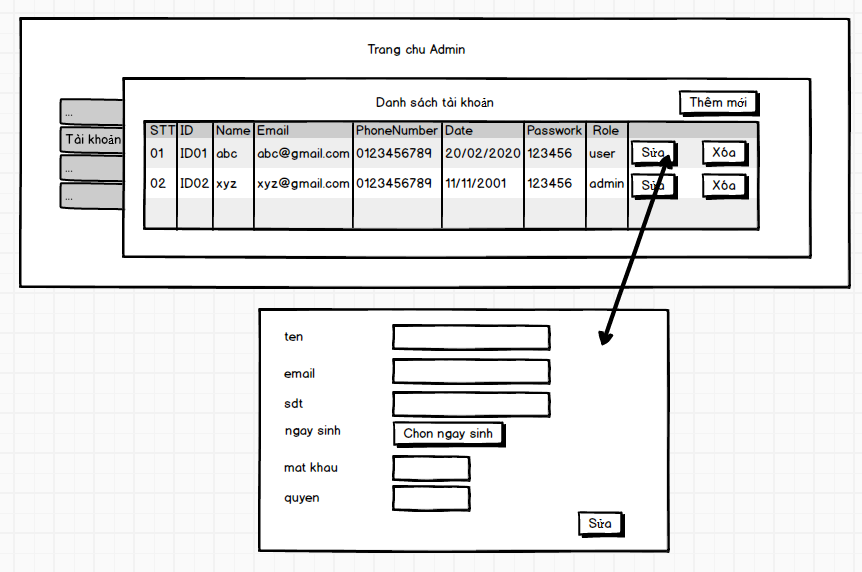 Trang chu Admin
Danh sách tài khoản
Thêm mới
...
Tài khoản
...
...
STT ID Name Email PhoneNumber Date Passwork Role
01 ID01 abc abc@gmail.com 0123456789 20/02/2020 123456 user Sửa Xóa
02 ID02 xyz xyz@gmail.com 0123456789 11/11/2001 123456 admin Sửa Xóa
ten
email
sdt
ngay sinh Chon ngay sinh
mat khau
quyen
Sửa